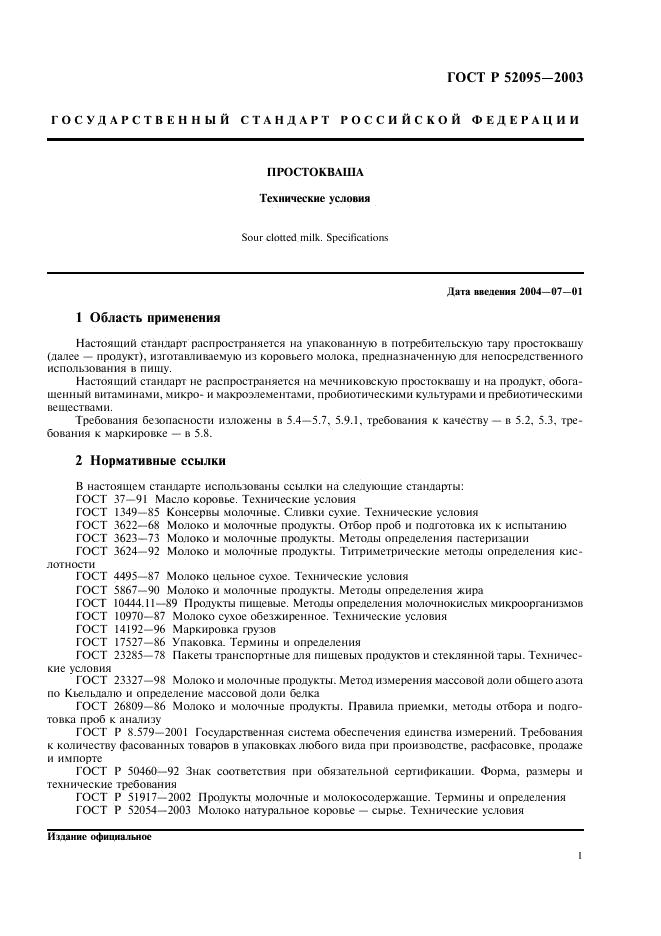 ГОСТ Р 52095—2003
ГОСУДАРСТВЕННЫЙ СТАНДАРТ РОССИЙСКОЙ ФЕДЕРАЦИИ
ПРОСТОКВАША
Технические условия
Sour clotted milk. Specifications
Дата введения 2004—07—01
1 Область применения
Настоящий стандарт распространяется на упакованную в потребительскую тару простоквашу
(далее — продукт), изготавливаемую из коровьего молока, предназначенную для непосредственного
использования в пищу.
Настоящий стандарт не распространяется на мечниковскую простоквашу и на продукт, обога-
щенный витаминами, микро- и макроэлементами, пробиотическими культурами и пребиотическими
веществами.
Требования безопасности изложены в 5.4—5.7, 5.9.1, требования к качеству — в 5.2, 5.3, тре-
бования к маркировке — в 5.8.
2 Нормативные ссылки
В настоящем стандарте использованы ссылки на следующие стандарты:
ГОСТ 37—91 Масло коровье. Технические условия
ГОСТ 1349—85 Консервы молочные. Сливки сухие. Технические условия
ГОСТ 3622—68 Молоко и молочные продукты. Отбор проб и подготовка их к испытанию
ГОСТ 3623—73 Молоко и молочные продукты. Методы определения пастеризации
ГОСТ 3624—92 Молоко и молочные продукты. Титриметрические методы определения кис-
лотности
ГОСТ 4495—87 Молоко цельное сухое. Технические условия
ГОСТ 5867—90 Молоко и молочные продукты. Методы определения жира
ГОСТ 10444.11—89 Продукты пищевые. Методы определения молочнокислых микроорганизмов
ГОСТ 10970—87 Молоко сухое обезжиренное. Технические условия
ГОСТ 14192—96 Маркировка грузов
ГОСТ 17527—86 Упаковка. Термины и определения
ГОСТ 23285—78 Пакеты транспортные для пищевых продуктов и стеклянной тары. Техничес-
кие условия
ГОСТ 23327—98 Молоко и молочные продукты. Метод измерения массовой доли общего азота
по Кьельдалю и определение массовой доли белка
ГОСТ 26809—86 Молоко и молочные продукты. Правила приемки, методы отбора и подго-
товка проб к анализу
ГОСТ Р 8.579—2001 Государственная система обеспечения единства измерений. Требования
к количеству фасованных товаров в упаковках любого вида при производстве, расфасовке, продаже
и импорте
ГОСТ Р 50460—92 Знак соответствия при обязательной сертификации. Форма, размеры и
технические требования
ГОСТ Р 51917—2002 Продукты молочные и молокосодержащие. Термины и определения
ГОСТ Р 52054—2003 Молоко натуральное коровье — сырье. Технические условия
Издание официальное
1